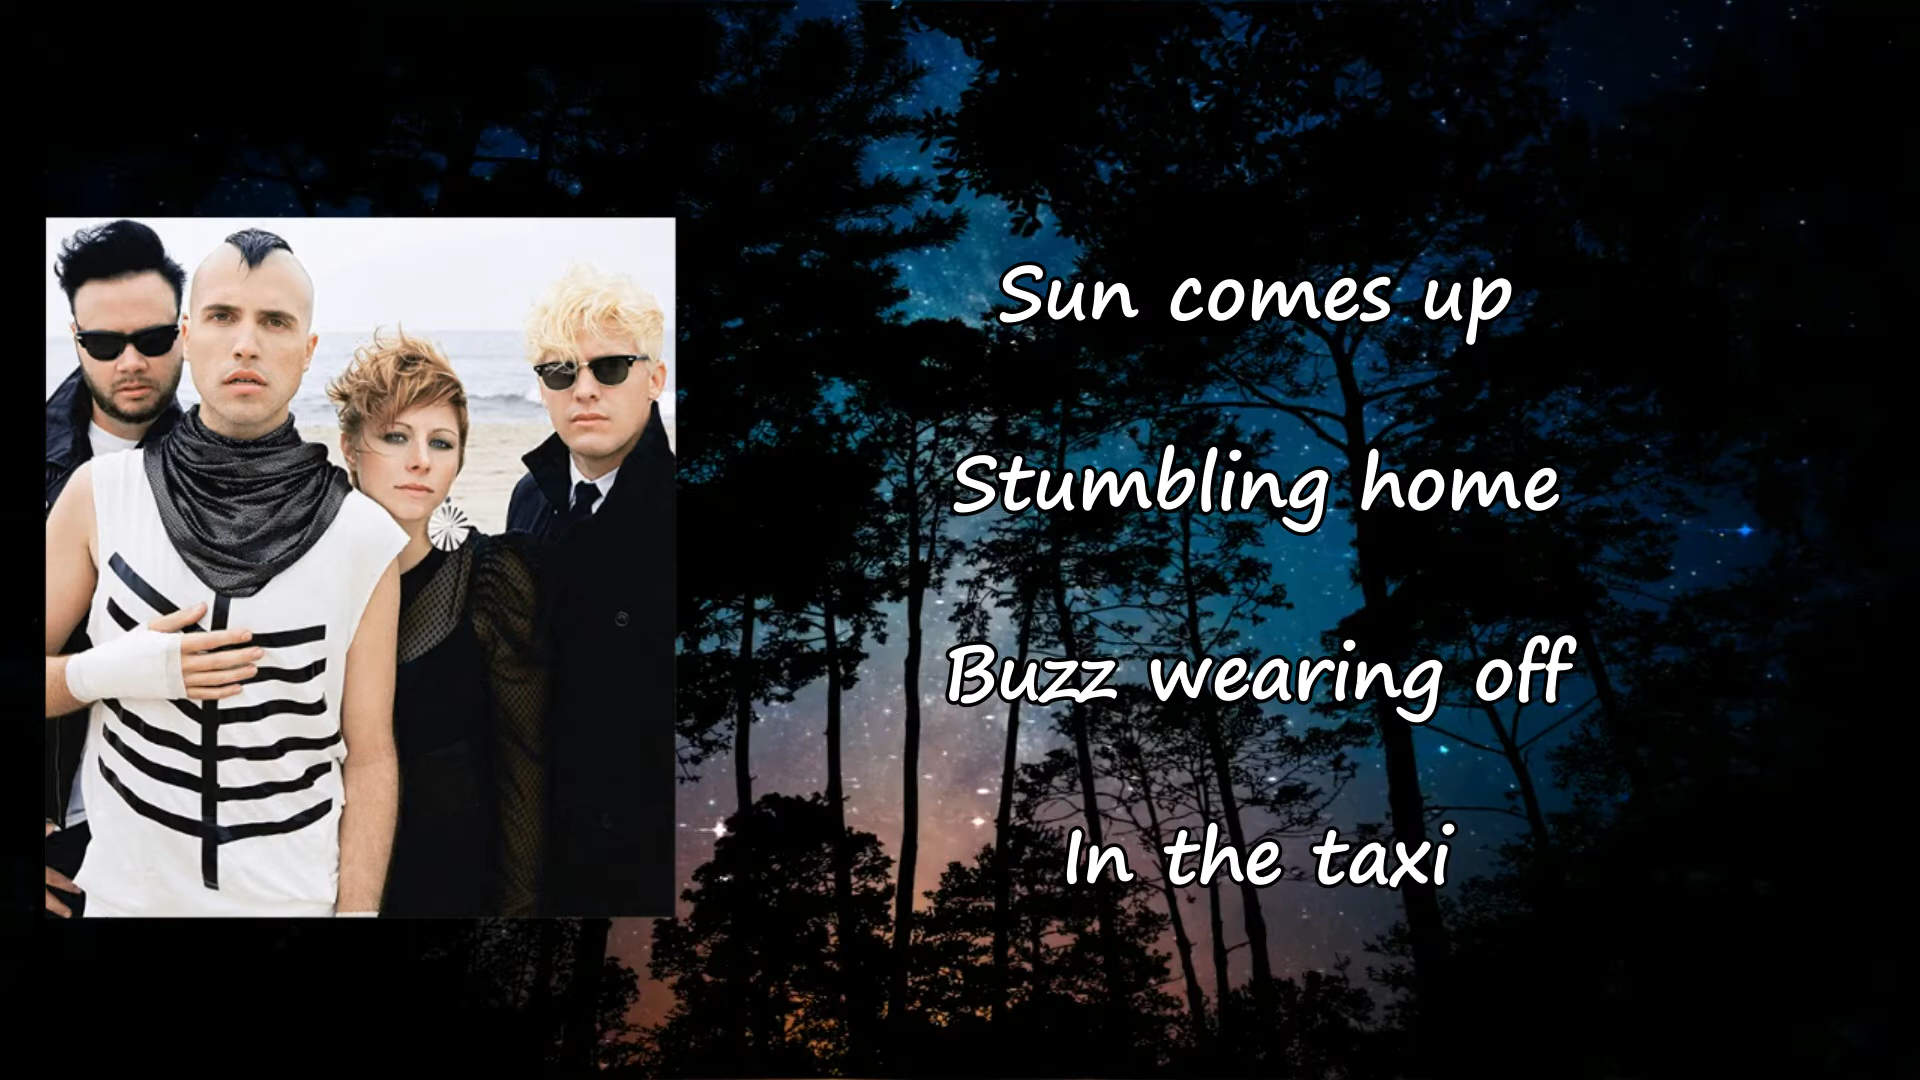 Sun comes up
Stumbling home
Buzz wearing off
In the taxi